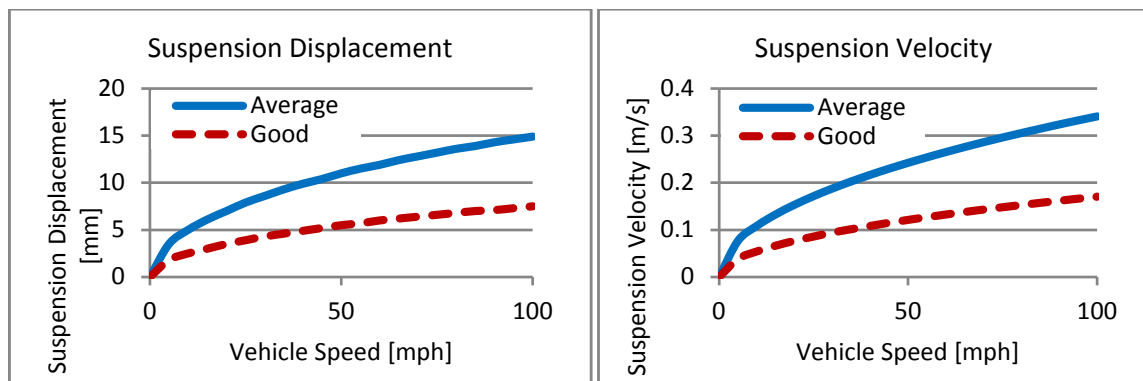 Suspension Displacement
Suspension Displacement
[mm]
20
15
10
5
0
Average
Good
0
50
100
Vehicle Speed [mph]
Suspension Velocity
Suspension Velocity [m/s]
0.4
0.3
0.2
0.1
0
Average
Good
0
50
100
Vehicle Speed [mph]